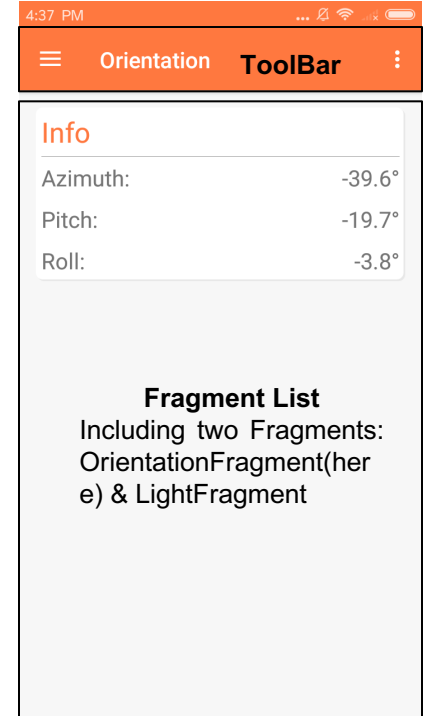 4:37 PM ...
Orientation ToolBar
Info
Azimuth: -39.6°
Pitch: -19.7°
Roll: -3.8°
Fragment List
Including two Fragments:
OrientationFragment(her
e) & LightFragment